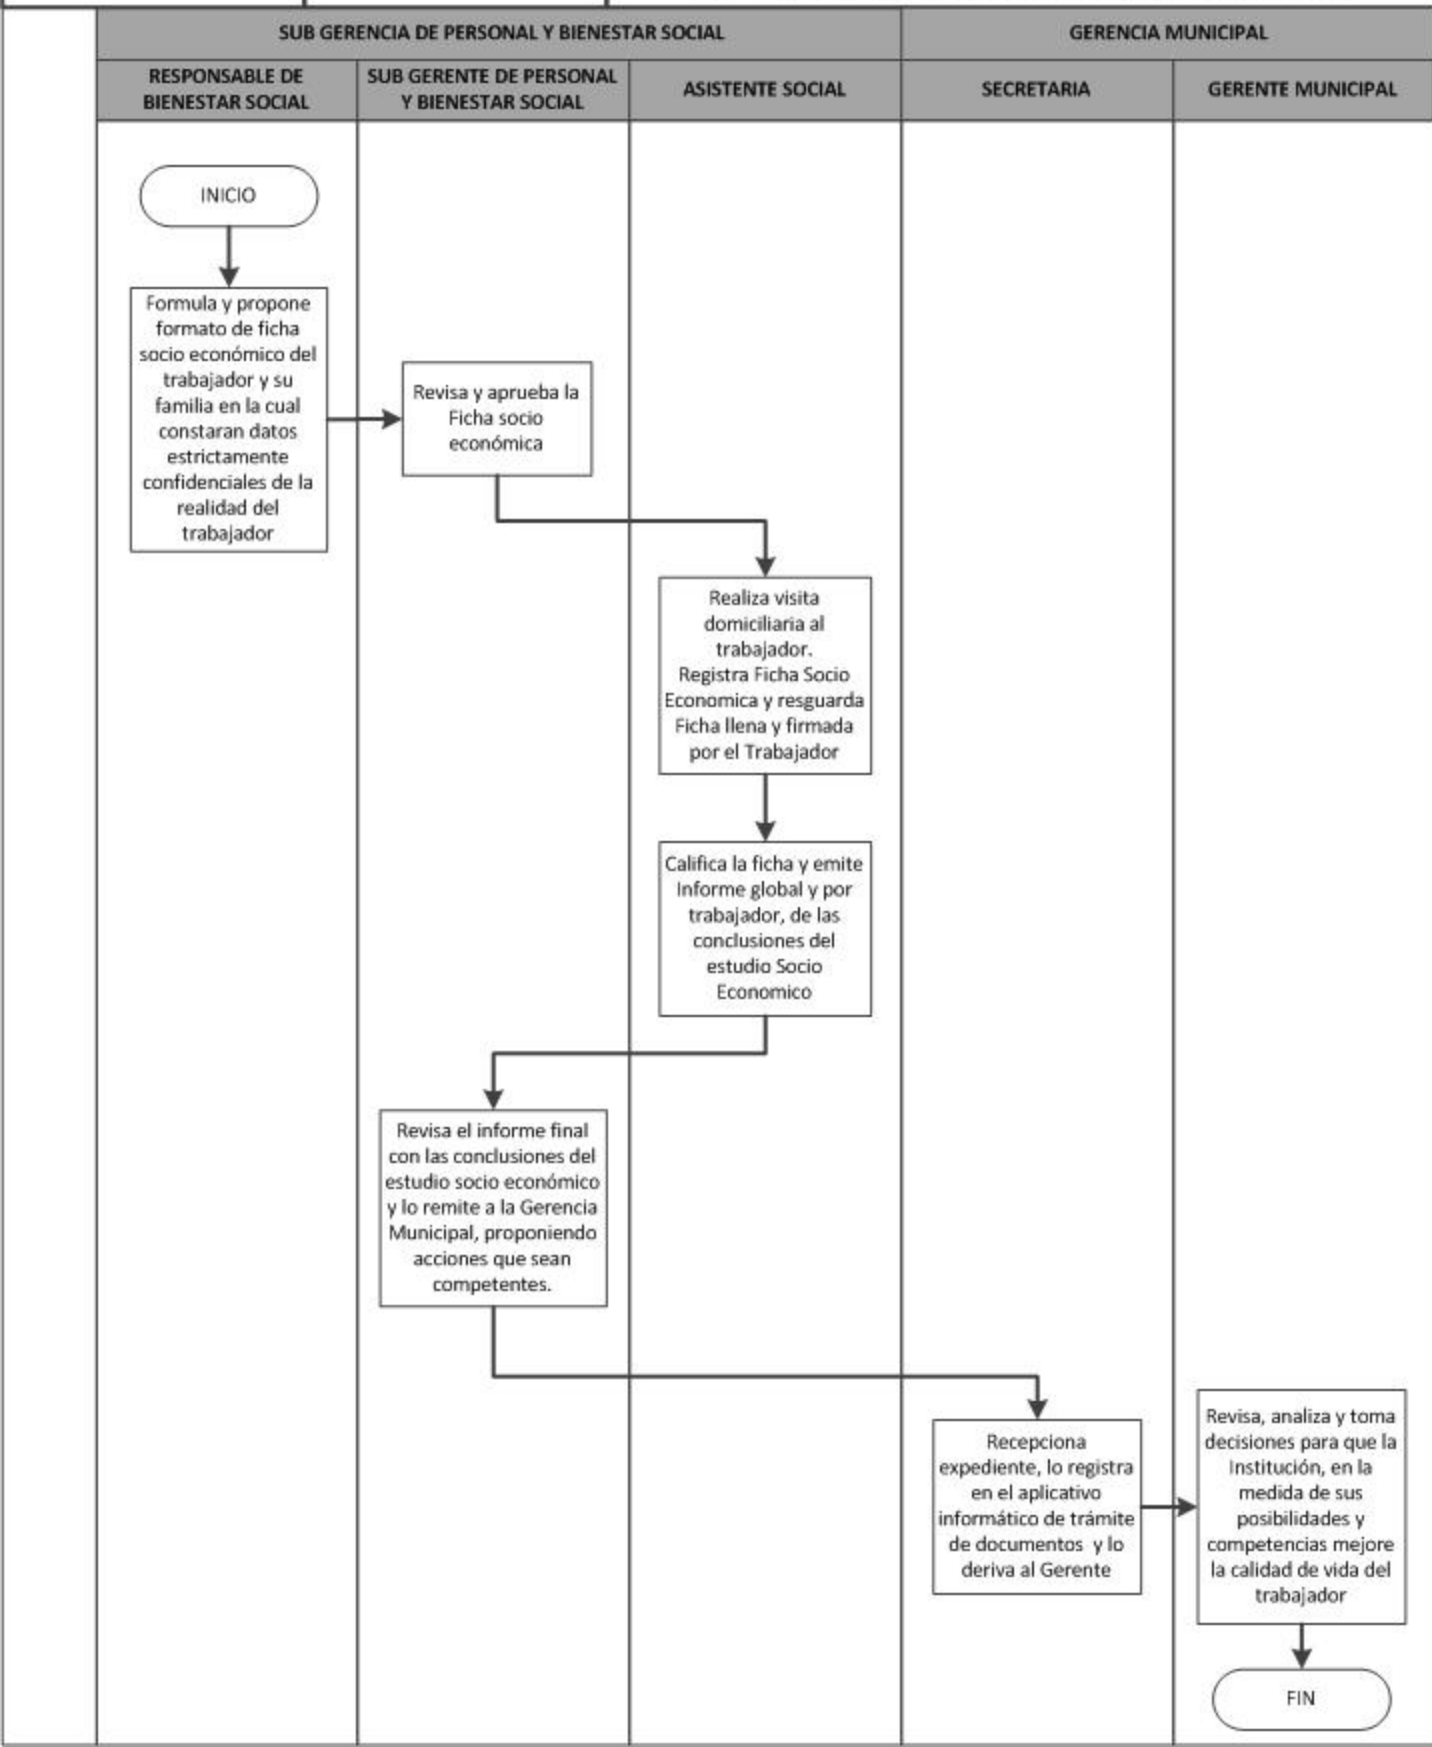 SUB GERENCIA DE PERSONAL Y BIENESTAR SOCIAL
GERENCIA MUNICIPAL
RESPONSABLE DE
BIENESTAR SOCIAL
SUB GERENTE DE PERSONAL
Y BIENESTAR SOCIAL
ASISTENTE SOCIAL
SECRETARIA
GERENTE MUNICIPAL
INICIO
Formula y propone
formato de ficha
socio económico del
trabajador y su
familia en la cual
constaran datos
estrictamente
confidenciales de la
realidad del
trabajador
Revisa y aprueba la
Ficha socio
económica
Realiza visita
domiciliaria al
trabajador.
Registra Ficha Socio
Economica y resguarda
Ficha llena y firmada
por el Trabajador
Califica la ficha y emite
Informe global y por
trabajador, de las
conclusiones del
estudio Socio
Economico
Revisa el informe final
con las conclusiones del
estudio socio económico
y lo remite a la Gerencia
Municipal, proponiendo
acciones que sean
competentes.
Recepciona
expediente, lo registra
en el aplicativo
informático de trámite
de documentos  y lo
deriva al Gerente
Revisa, analiza y toma
decisiones para que la
Institución, en la
medida de sus
posibilidades y
competencias mejore
la calidad de vida del
trabajador
FIN